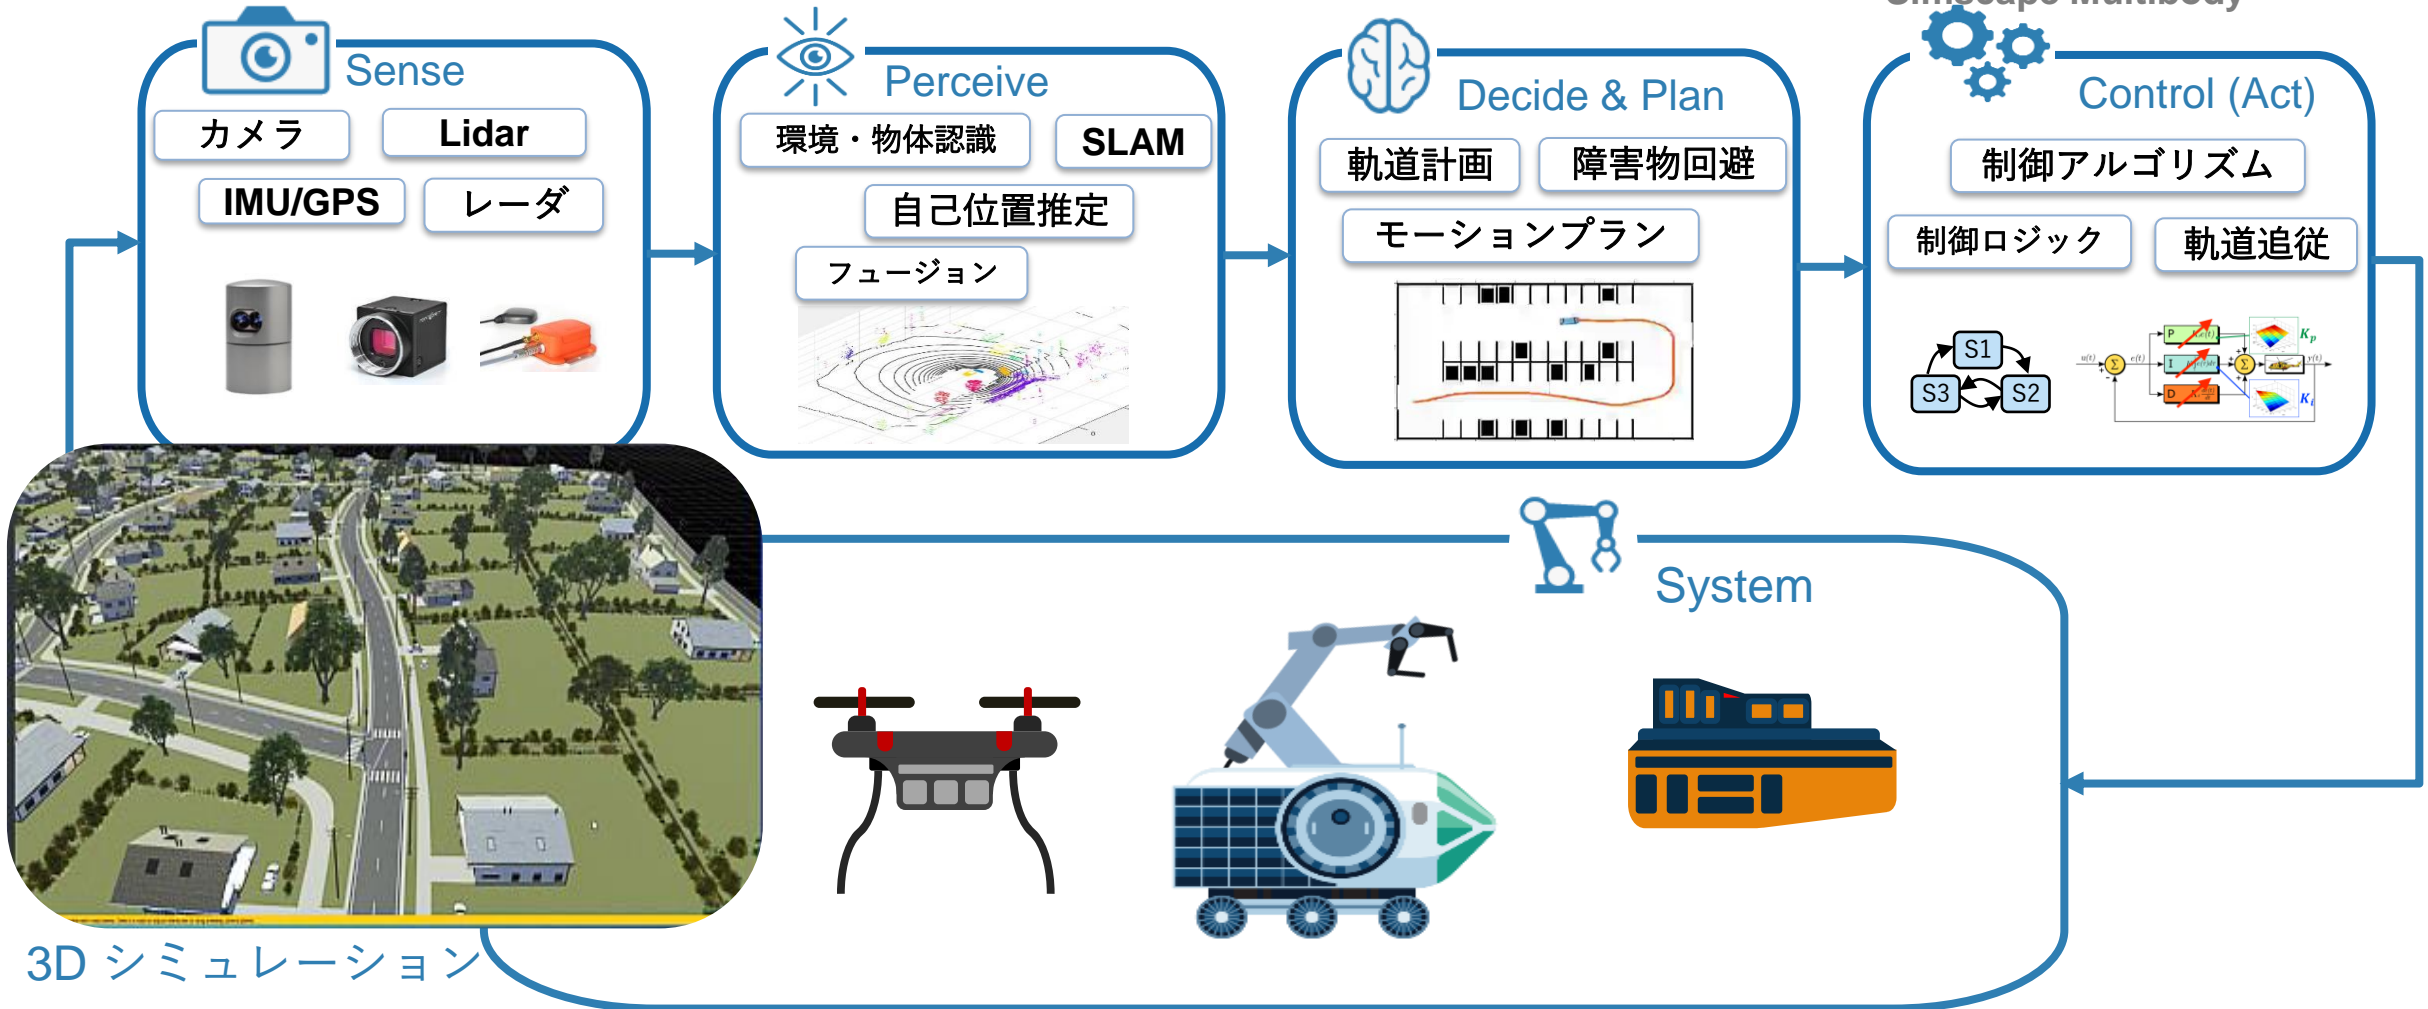 Simscape Multibody
Sense
カメラ
Lidar
IMU/GPS
レーダ
Perceive
環境・物体認識
SLAM
自己位置推定
フュージョン
Decide & Plan
軌道計画
障害物回避
モーションプラン
Control (Act)
制御アルゴリズム
制御ロジック
軌道追従
S1
S3
S2
u(t)
e(t)
P
I
D
Σ
Σ
y(t)
Kp
Ki
System
3D シミュレーション